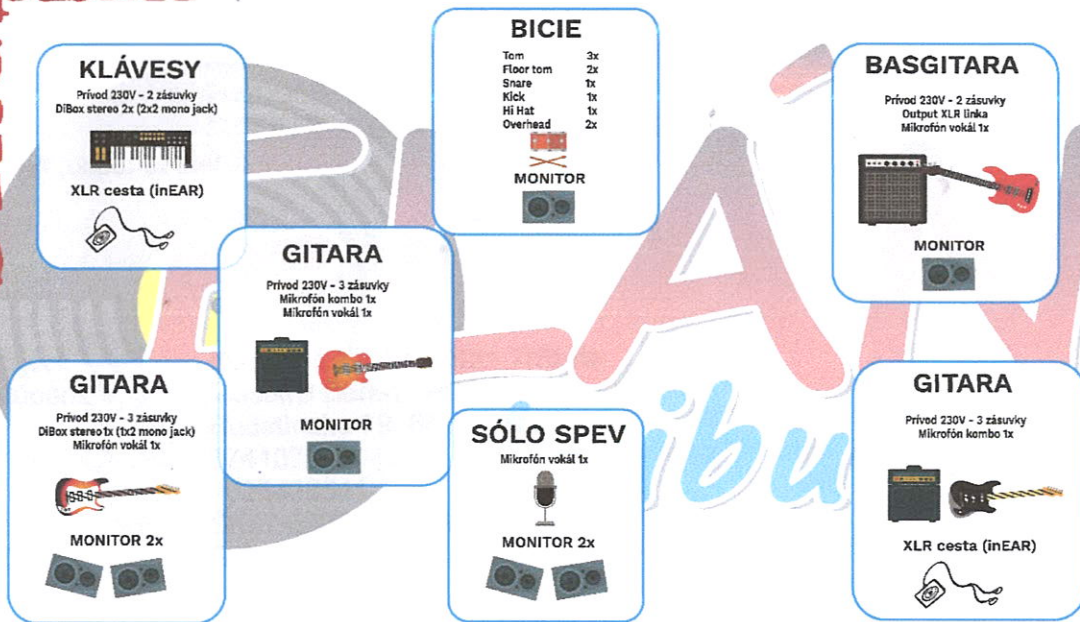 KLÁVESY
Prívod 230V - 2 zásuvky
DiBox stereo 2x (2x2 mono jack)
XLR cesta (inEAR)
BICIE
Tom 3x
Floor tom 2x
Snare 1x
Kick 1x
Hi Hat 1x
Overhead 2x
MONITOR
BASGITARA
Prívod 230V - 2 zásuvky
Output XLR linka
Mikrofón vokál 1x
MONITOR
GITARA
Prívod 230V - 3 zásuvky
Mikrofón kombo 1x
Mikrofón vokál 1x
MONITOR
GITARA
Prívod 230V - 3 zásuvky
DiBox stereo 1x (1x2 mono jack)
Mikrofón vokál 1x
MONITOR 2x
SÓLO SPEV
Mikrofón vokál 1x
MONITOR 2x
GITARA
Prívod 230V - 3 zásuvky
Mikrofón kombo 1x
XLR cesta (inEAR)
ELÁN
ibu